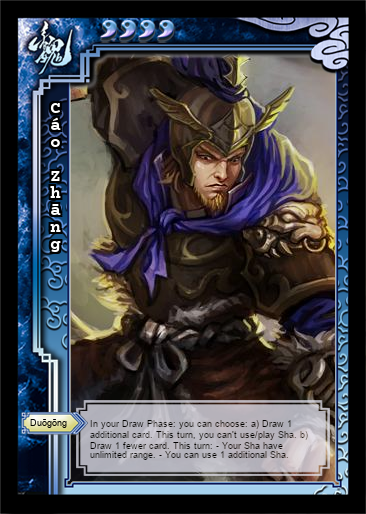 魏
Cáo Zhāng
Duōgōng
In your Draw Phase: you can choose: a) Draw 1
additional card. This turn, you can't use/play Sha. b)
Draw 1 fewer card. This turn: - Your Sha have
unlimited range. - You can use 1 additional Sha.